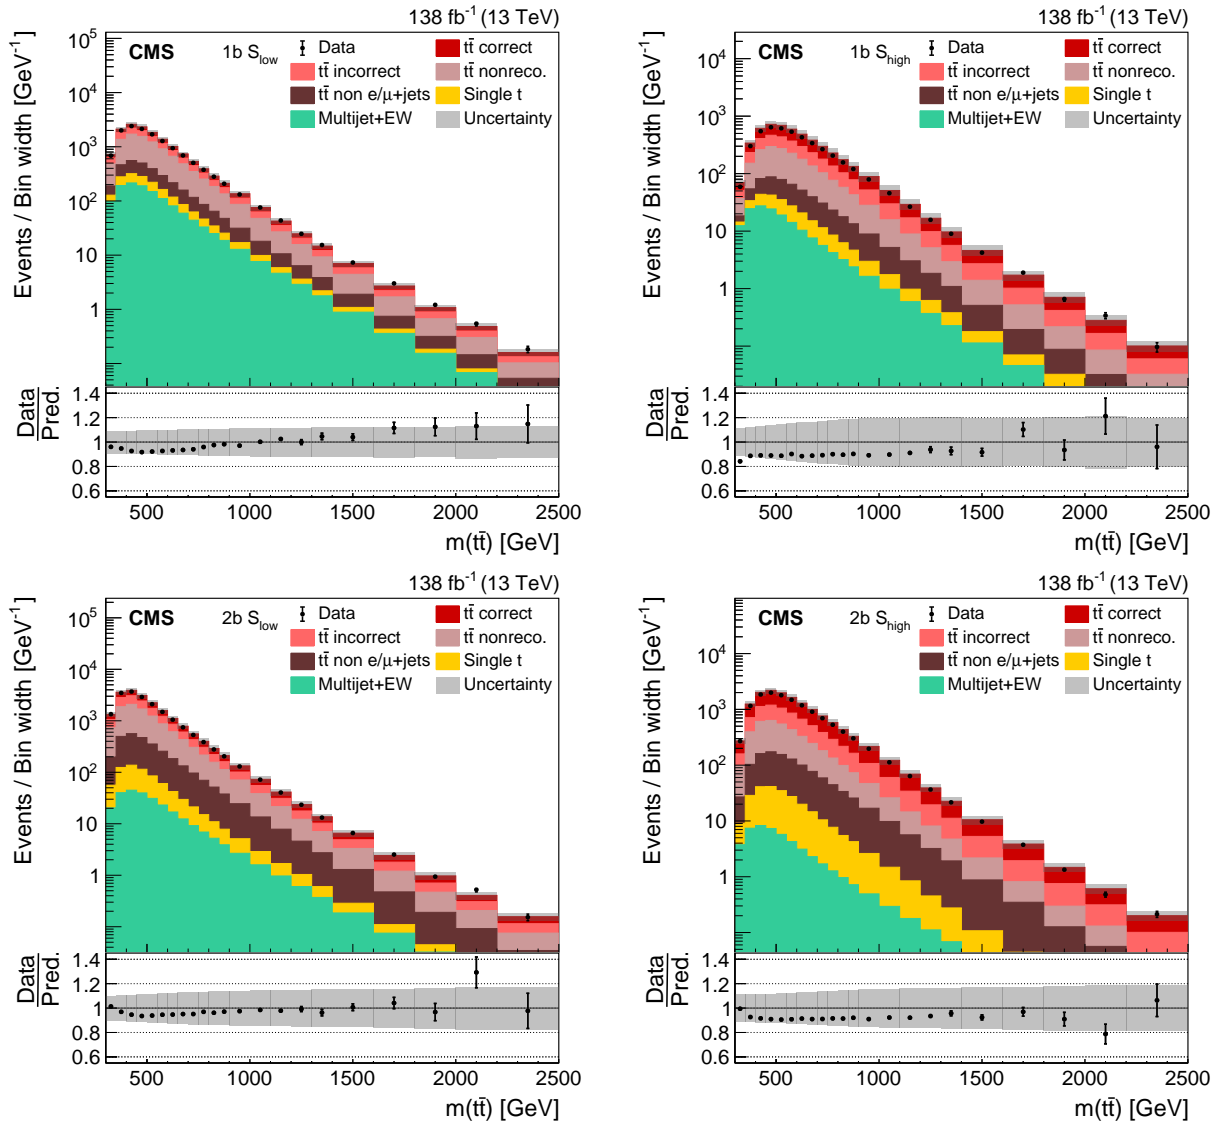 138 fb⁻¹ (13 TeV)
CMS 1b S_low Data tt̄ correct
tt̄ incorrect tt̄ nonreco.
tt̄ non e/μ+jets Single t
Multijet+EW Uncertainty
Events / Bin width [GeV⁻¹]
10⁵
10⁴
10³
10²
10
1
Data
Pred.
1.4
1.2
1
0.8
0.6
500 1000 1500 2000 2500
m(tt̄) [GeV]
138 fb⁻¹ (13 TeV)
CMS 1b S_high Data tt̄ correct
tt̄ incorrect tt̄ nonreco.
tt̄ non e/μ+jets Single t
Multijet+EW Uncertainty
Events / Bin width [GeV⁻¹]
10⁴
10³
10²
10
1
Data
Pred.
1.4
1.2
1
0.8
0.6
500 1000 1500 2000 2500
m(tt̄) [GeV]
138 fb⁻¹ (13 TeV)
CMS 2b S_low Data tt̄ correct
tt̄ incorrect tt̄ nonreco.
tt̄ non e/μ+jets Single t
Multijet+EW Uncertainty
Events / Bin width [GeV⁻¹]
10⁵
10⁴
10³
10²
10
1
Data
Pred.
1.4
1.2
1
0.8
0.6
500 1000 1500 2000 2500
m(tt̄) [GeV]
138 fb⁻¹ (13 TeV)
CMS 2b S_high Data tt̄ correct
tt̄ incorrect tt̄ nonreco.
tt̄ non e/μ+jets Single t
Multijet+EW Uncertainty
Events / Bin width [GeV⁻¹]
10⁴
10³
10²
10
1
Data
Pred.
1.4
1.2
1
0.8
0.6
500 1000 1500 2000 2500
m(tt̄) [GeV]